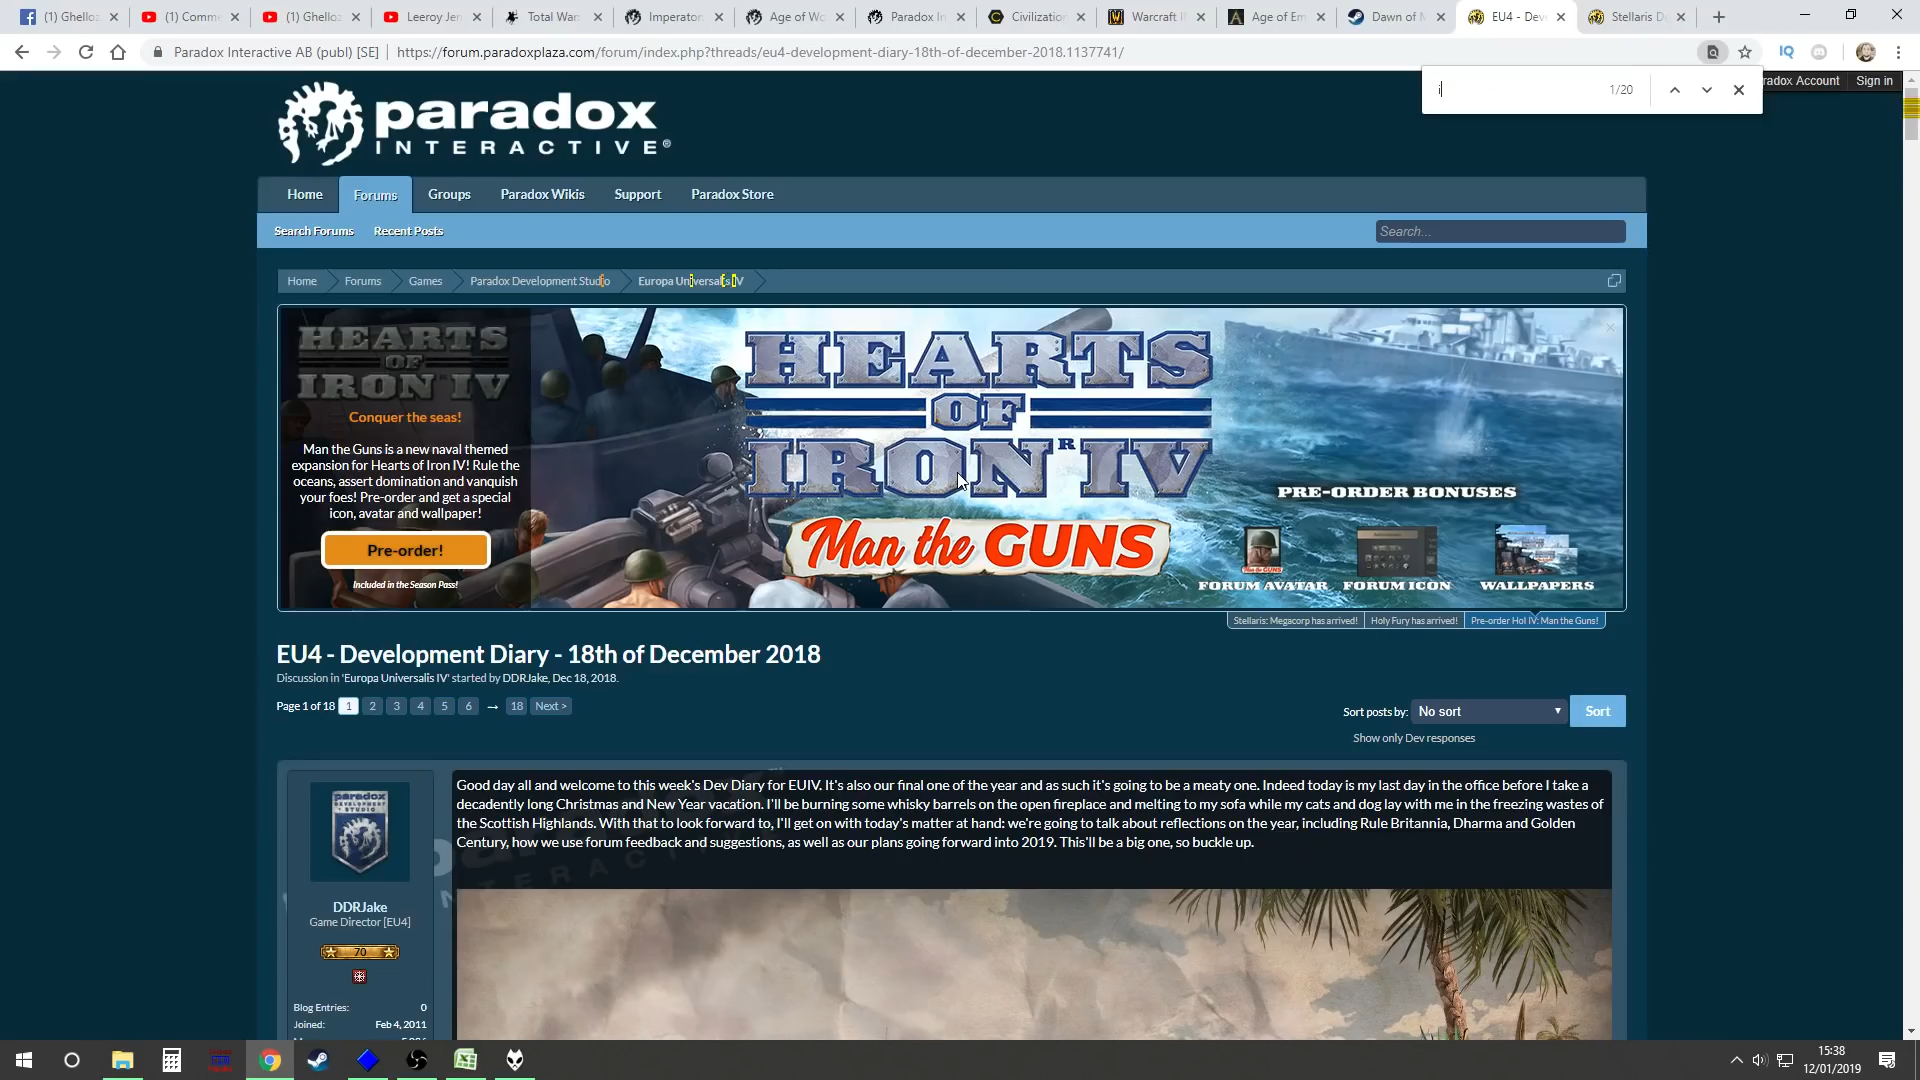 (1) Ghello
(1) Comme
(1) Ghello
Leeroy Jen
Total War
Imperator
Age of Wo
Paradox In
Civilization
Warcraft I
Age of Em
Dawn of M
EU4 - Dev
Stellaris D
Paradox Interactive AB (publ) [SE]
https://forum.paradoxplaza.com/forum/index.php?threads/eu4-development-diary-18th-of-december-2018.1137741/
IQ
i
1/20
radox Account
Sign in
paradox
INTERACTIVE®
Home
Forums
Groups
Paradox Wikis
Support
Paradox Store
Search Forums
Recent Posts
Search...
Home
Forums
Games
Paradox Development Studio
Europa Universalis IV
HEARTS
OF
IRON IV
Conquer the seas!
Man the Guns is a new naval themed
expansion for Hearts of Iron IV! Rule the
oceans, assert domination and vanquish
your foes! Pre-order and get a special
icon, avatar and wallpaper!
Pre-order!
Included in the Season Pass!
HEARTS
OF
IRON® IV
Man the GUNS
PRE-ORDER BONUSES
FORUM AVATAR
FORUM ICON
WALLPAPERS
Stellaris: Megacorp has arrived!
Holy Fury has arrived!
Pre-order HoI IV: Man the Guns!
EU4 - Development Diary - 18th of December 2018
Discussion in 'Europa Universalis IV' started by DDRJake, Dec 18, 2018.
Page 1 of 18
1
2
3
4
5
6
→
18
Next >
Sort posts by:
No sort
Sort
Show only Dev responses
Good day all and welcome to this week's Dev Diary for EUIV. It's also our final one of the year and as such it's going to be a meaty one. Indeed today is my last day in the office before I take a
decadently long Christmas and New Year vacation. I'll be burning some whisky barrels on the open fireplace and melting to my sofa while my cats and dog lay with me in the freezing wastes of
the Scottish Highlands. With that to look forward to, I'll get on with today's matter at hand: we're going to talk about reflections on the year, including Rule Britannia, Dharma and Golden
Century, how we use forum feedback and suggestions, as well as our plans going forward into 2019. This'll be a big one, so buckle up.
paradox
DEVELOPMENT
STUDIO
DDRJake
Game Director [EU4]
70
Blog Entries:
0
Joined:
Feb 4, 2011
15:38
12/01/2019